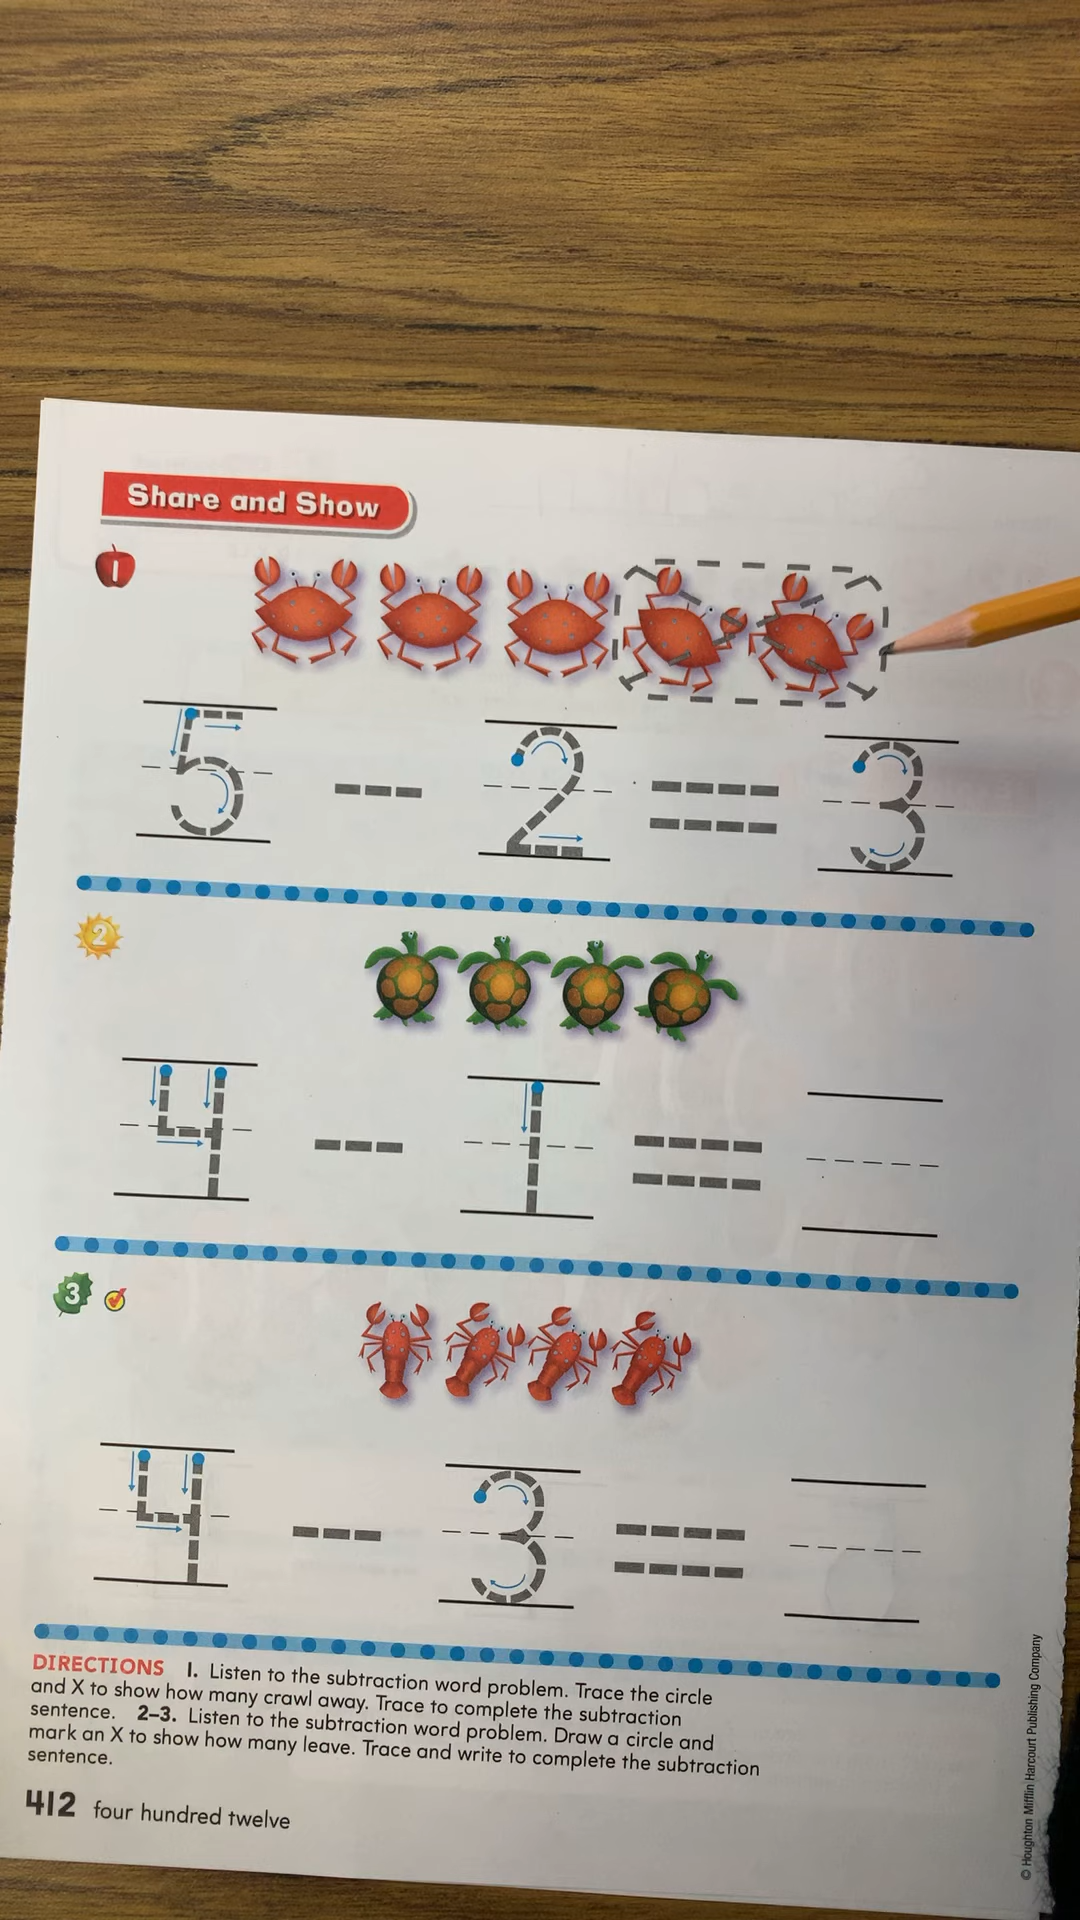 Share and Show
1
5 - 2 = 3
2
4 - 1 =
3
4 - 3 =
DIRECTIONS 1. Listen to the subtraction word problem. Trace the circle
and X to show how many crawl away. Trace to complete the subtraction
sentence. 2–3. Listen to the subtraction word problem. Draw a circle and
mark an X to show how many leave. Trace and write to complete the subtraction
sentence.
412 four hundred twelve
© Houghton Mifflin Harcourt Publishing Company